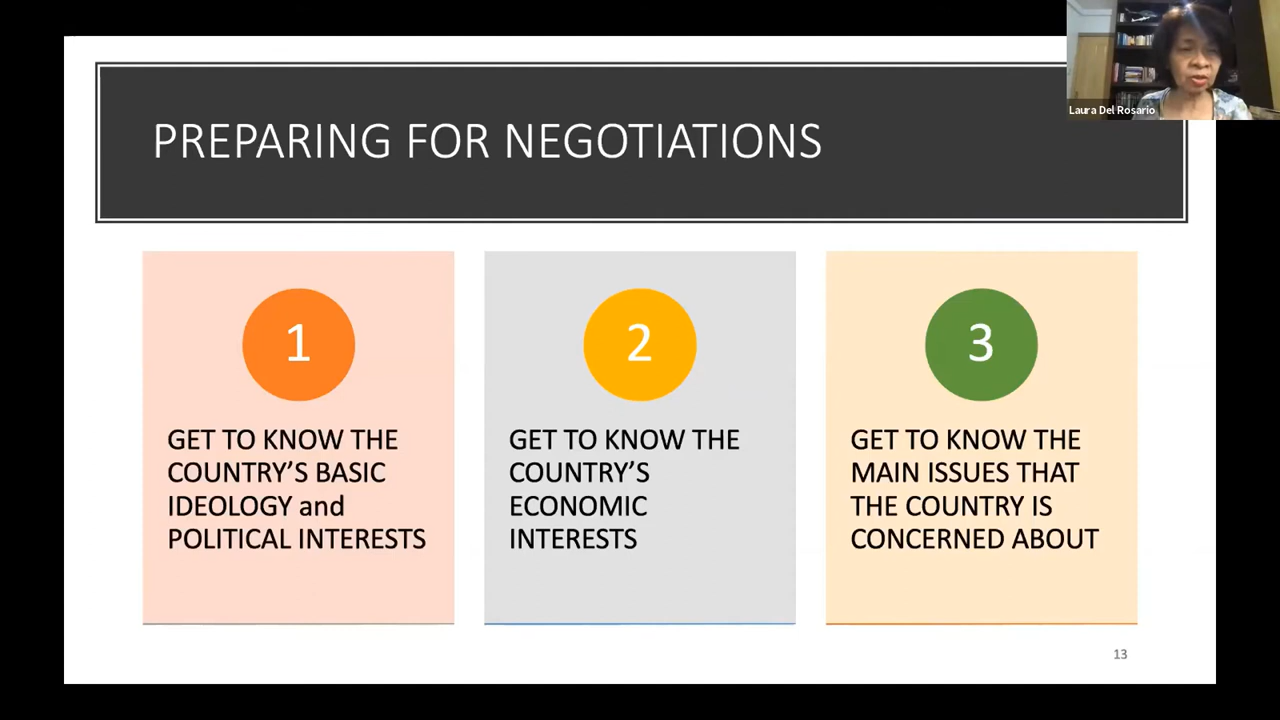 Laura Del Rosario
PREPARING FOR NEGOTIATIONS
1
GET TO KNOW THE
COUNTRY'S BASIC
IDEOLOGY and
POLITICAL INTERESTS
2
GET TO KNOW THE
COUNTRY'S
ECONOMIC
INTERESTS
3
GET TO KNOW THE
MAIN ISSUES THAT
THE COUNTRY IS
CONCERNED ABOUT
13